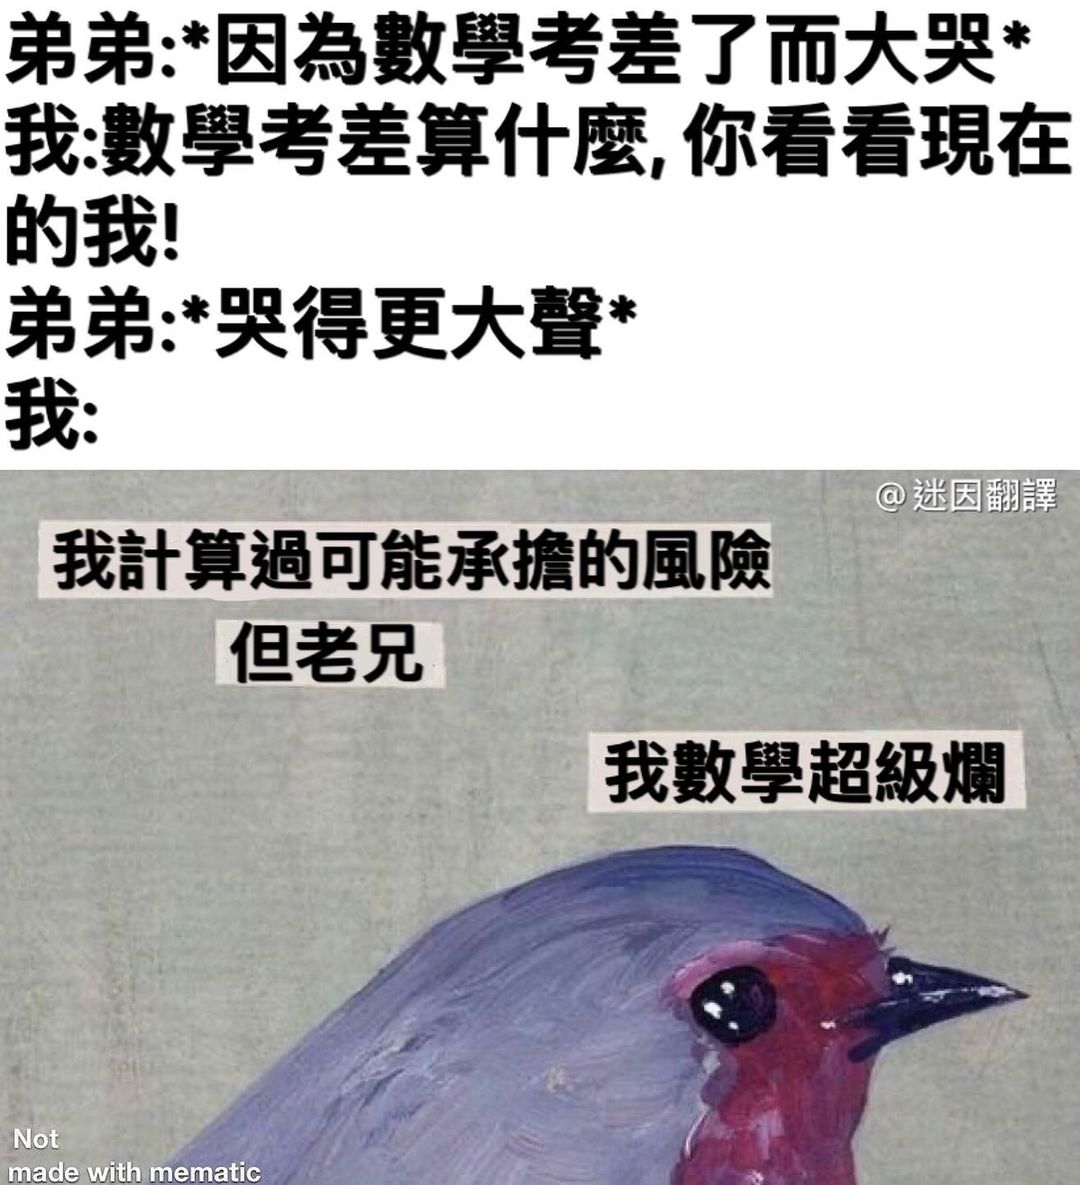 弟弟:*因為數學考差了而大哭*
我:數學考差算什麼,你看看現在
的我!
弟弟:*哭得更大聲*
我:
@迷因翻譯
我計算過可能承擔的風險
但老兄
我數學超級爛
Not
made with mematic